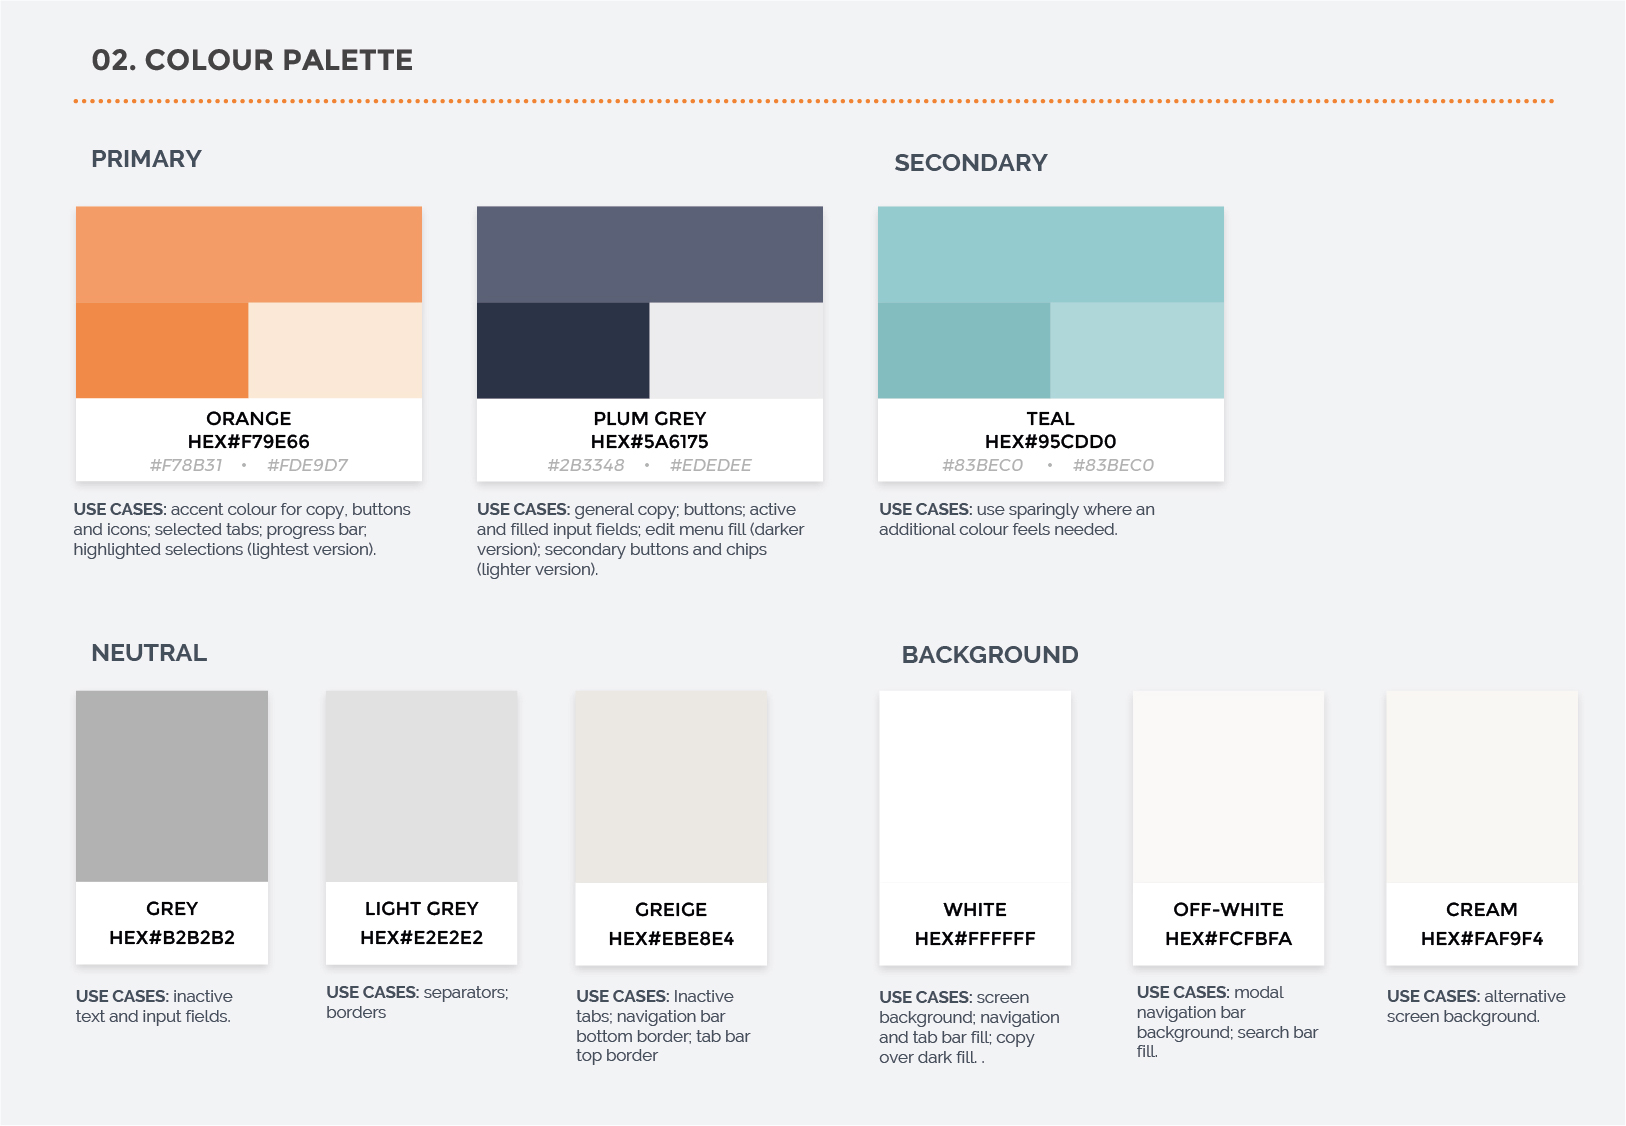 02. COLOUR PALETTE
PRIMARY
SECONDARY
ORANGE
HEX#F79E66
#F78B31 • #FDE9D7
USE CASES: accent colour for copy, buttons
and icons; selected tabs; progress bar;
highlighted selections (lightest version).
PLUM GREY
HEX#5A6175
#2B3348 • #EDEDEE
USE CASES: general copy; buttons; active
and filled input fields; edit menu fill (darker
version); secondary buttons and chips
(lighter version).
TEAL
HEX#95CDD0
#83BEC0 • #83BEC0
USE CASES: use sparingly where an
additional colour feels needed.
NEUTRAL
BACKGROUND
GREY
HEX#B2B2B2
USE CASES: inactive
text and input fields.
LIGHT GREY
HEX#E2E2E2
USE CASES: separators;
borders
GREIGE
HEX#EBE8E4
USE CASES: Inactive
tabs; navigation bar
bottom border; tab bar
top border
WHITE
HEX#FFFFFF
USE CASES: screen
background; navigation
and tab bar fill; copy
over dark fill. .
OFF-WHITE
HEX#FCFBFA
USE CASES: modal
navigation bar
background; search bar
fill.
CREAM
HEX#FAF9F4
USE CASES: alternative
screen background.